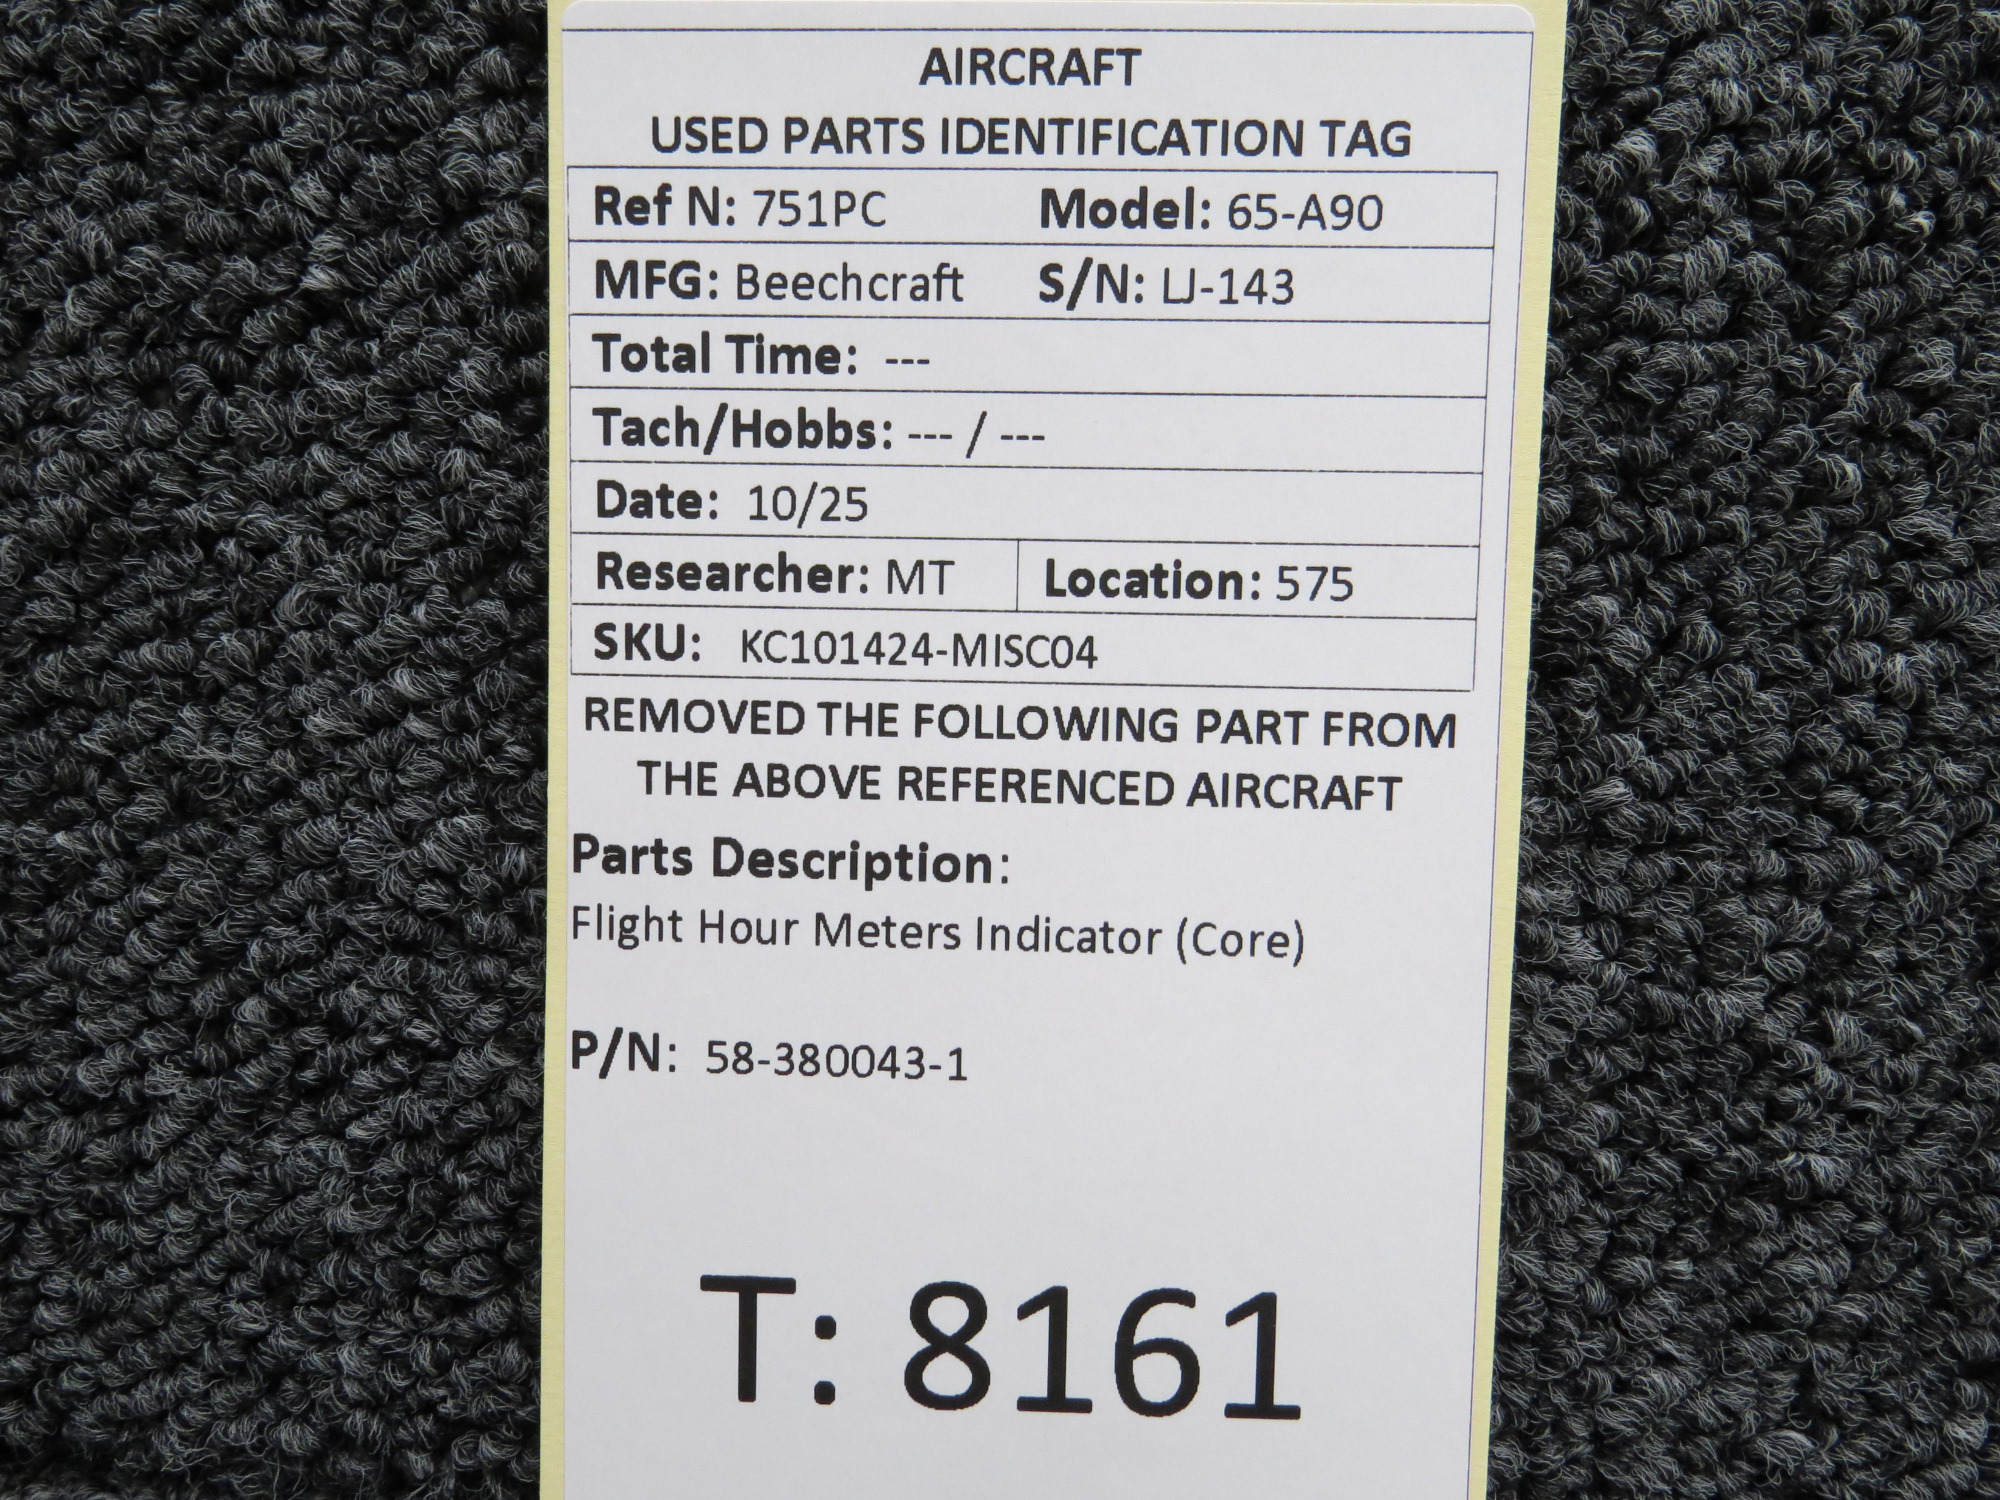 AIRCRAFT
USED PARTS IDENTIFICATION TAG
Ref N: 751PC Model: 65-A90
MFG: Beechcraft S/N: LJ-143
Total Time: ---
Tach/Hobbs: --- / ---
Date: 10/25
Researcher: MT Location: 575
SKU: KC101424-MISC04
REMOVED THE FOLLOWING PART FROM
THE ABOVE REFERENCED AIRCRAFT
Parts Description:
Flight Hour Meters Indicator (Core)
P/N: 58-380043-1
T: 8161